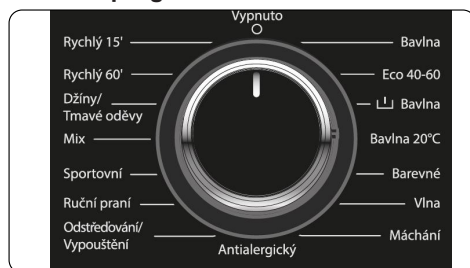 Vypnuto
Rychlý 15'
Rychlý 60'
Džíny/
Tmavé oděvy
Mix
Sportovní
Ruční praní
Odstřeďování/
Vypouštění
Antialergický
Bavlna
Eco 40-60
Bavlna
Bavlna 20°C
Barevné
Vlna
Máchání